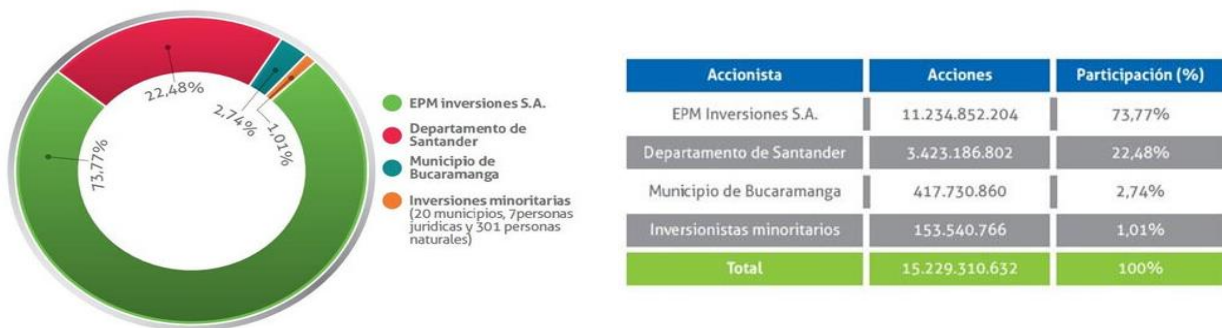 22,48%
2,74%
1,01%
73,77%
EPM inversiones S.A.
Departamento de
Santander
Municipio de
Bucaramanga
Inversiones minoritarias
(20 municipios, 7personas
juridicas y 301 personas
naturales)
Accionista Acciones Participación (%)
EPM Inversiones S.A. 11.234.852.204 73,77%
Departamento de Santander 3.423.186.802 22,48%
Municipio de Bucaramanga 417.730.860 2,74%
Inversionistas minoritarios 153.540.766 1,01%
Total 15.229.310.632 100%